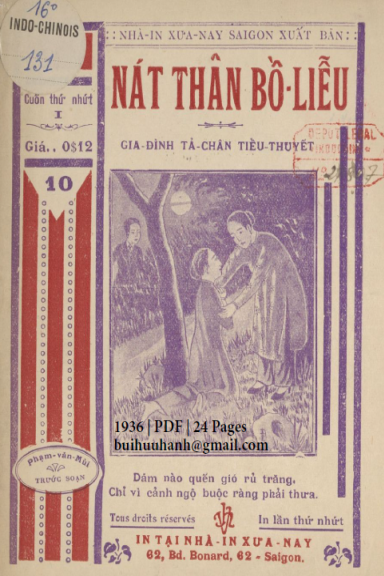 16°
INDO-CHINOIS
131
NHÀ-IN XƯA-NAY SAIGON XUẤT BẢN
Cuốn thứ nhứt
I
Giá.. 0$12
10
NÁT THÂN BỒ-LIỄU
GIA-ĐÌNH TẢ-CHÂN TIỂU-THUYẾT
1936 | PDF | 24 Pages
buihuuhanh@gmail.com
Phạm-văn-Mùi
TRƯỚC SOẠN
Dám nào quến gió rủ trăng,
Chỉ vì cảnh ngộ buộc ràng phải thưa.
Tous droits réservés
In lần thứ nhứt
IN TẠI NHÀ-IN XƯA-NAY
62, Bd. Bonard, 62 - Saigon.